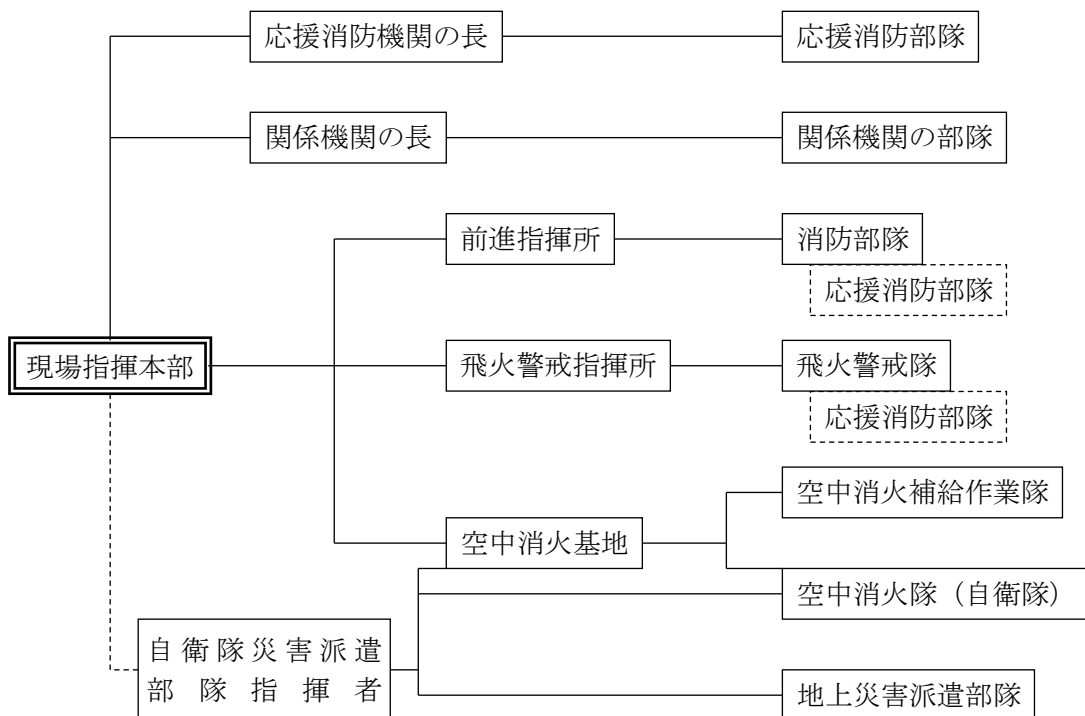 応援消防機関の長
応援消防部隊
関係機関の長
関係機関の部隊
前進指揮所
消防部隊
応援消防部隊
現場指揮本部
飛火警戒指揮所
飛火警戒隊
応援消防部隊
空中消火補給作業隊
空中消火基地
空中消火隊（自衛隊）
自衛隊災害派遣
部隊指揮者
地上災害派遣部隊